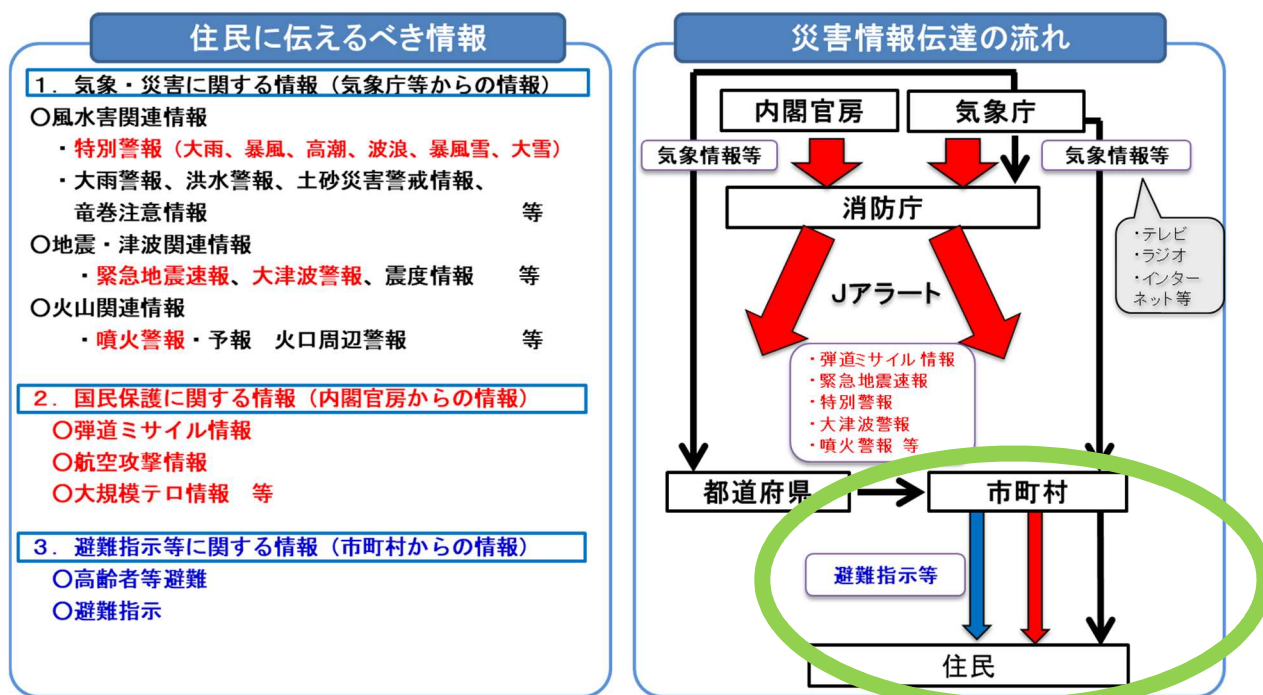 住民に伝えるべき情報
1．気象・災害に関する情報（気象庁等からの情報）
〇風水害関連情報
・特別警報（大雨、暴風、高潮、波浪、暴風雪、大雪）
・大雨警報、洪水警報、土砂災害警戒情報、
竜巻注意情報 等
〇地震・津波関連情報
・緊急地震速報、大津波警報、震度情報 等
〇火山関連情報
・噴火警報・予報 火口周辺警報 等
2．国民保護に関する情報（内閣官房からの情報）
〇弾道ミサイル情報
〇航空攻撃情報
〇大規模テロ情報 等
3．避難指示等に関する情報（市町村からの情報）
〇高齢者等避難
〇避難指示
災害情報伝達の流れ
内閣官房
気象庁
気象情報等
気象情報等
消防庁
・テレビ
・ラジオ
・インター
ネット等
Jアラート
・弾道ミサイル情報
・緊急地震速報
・特別警報
・大津波警報
・噴火警報 等
都道府県
市町村
避難指示等
住民